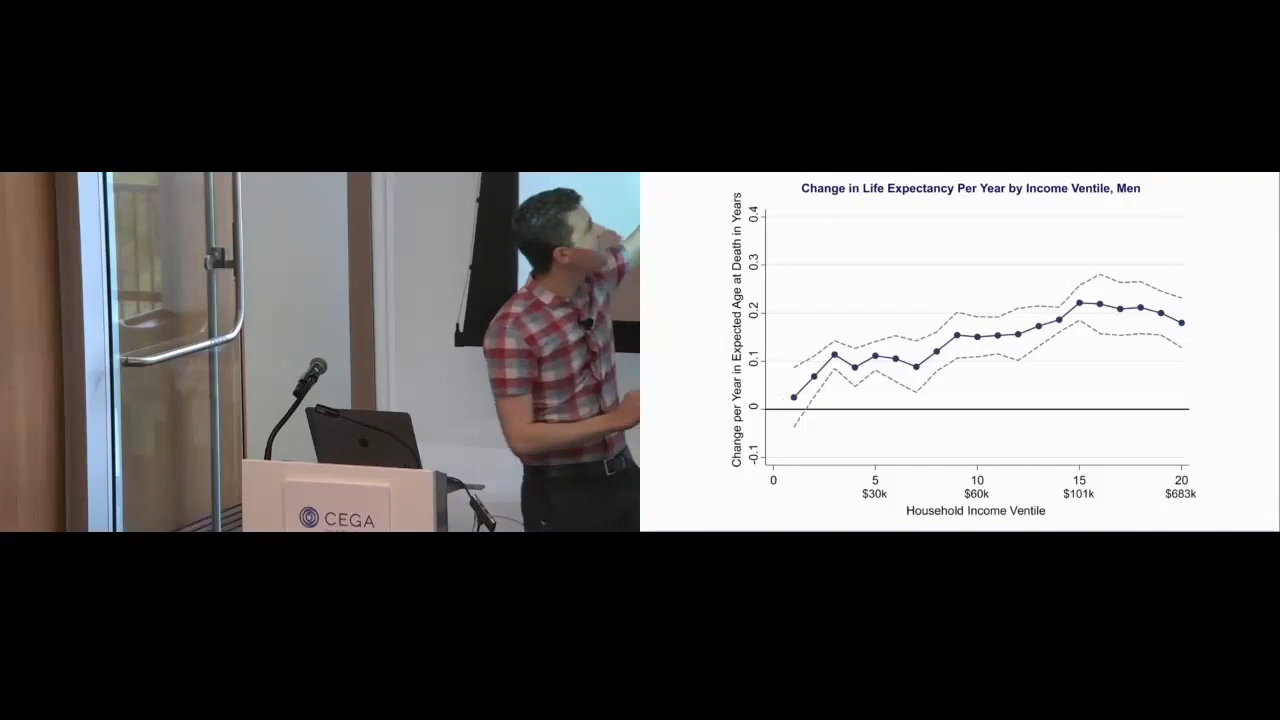 CEGA
Change in Life Expectancy Per Year by Income Ventile, Men
Change per Year in Expected Age at Death in Years
0.4
0.3
0.2
0.1
0
-0.1
0 5 10 15 20
$30k $60k $101k $683k
Household Income Ventile